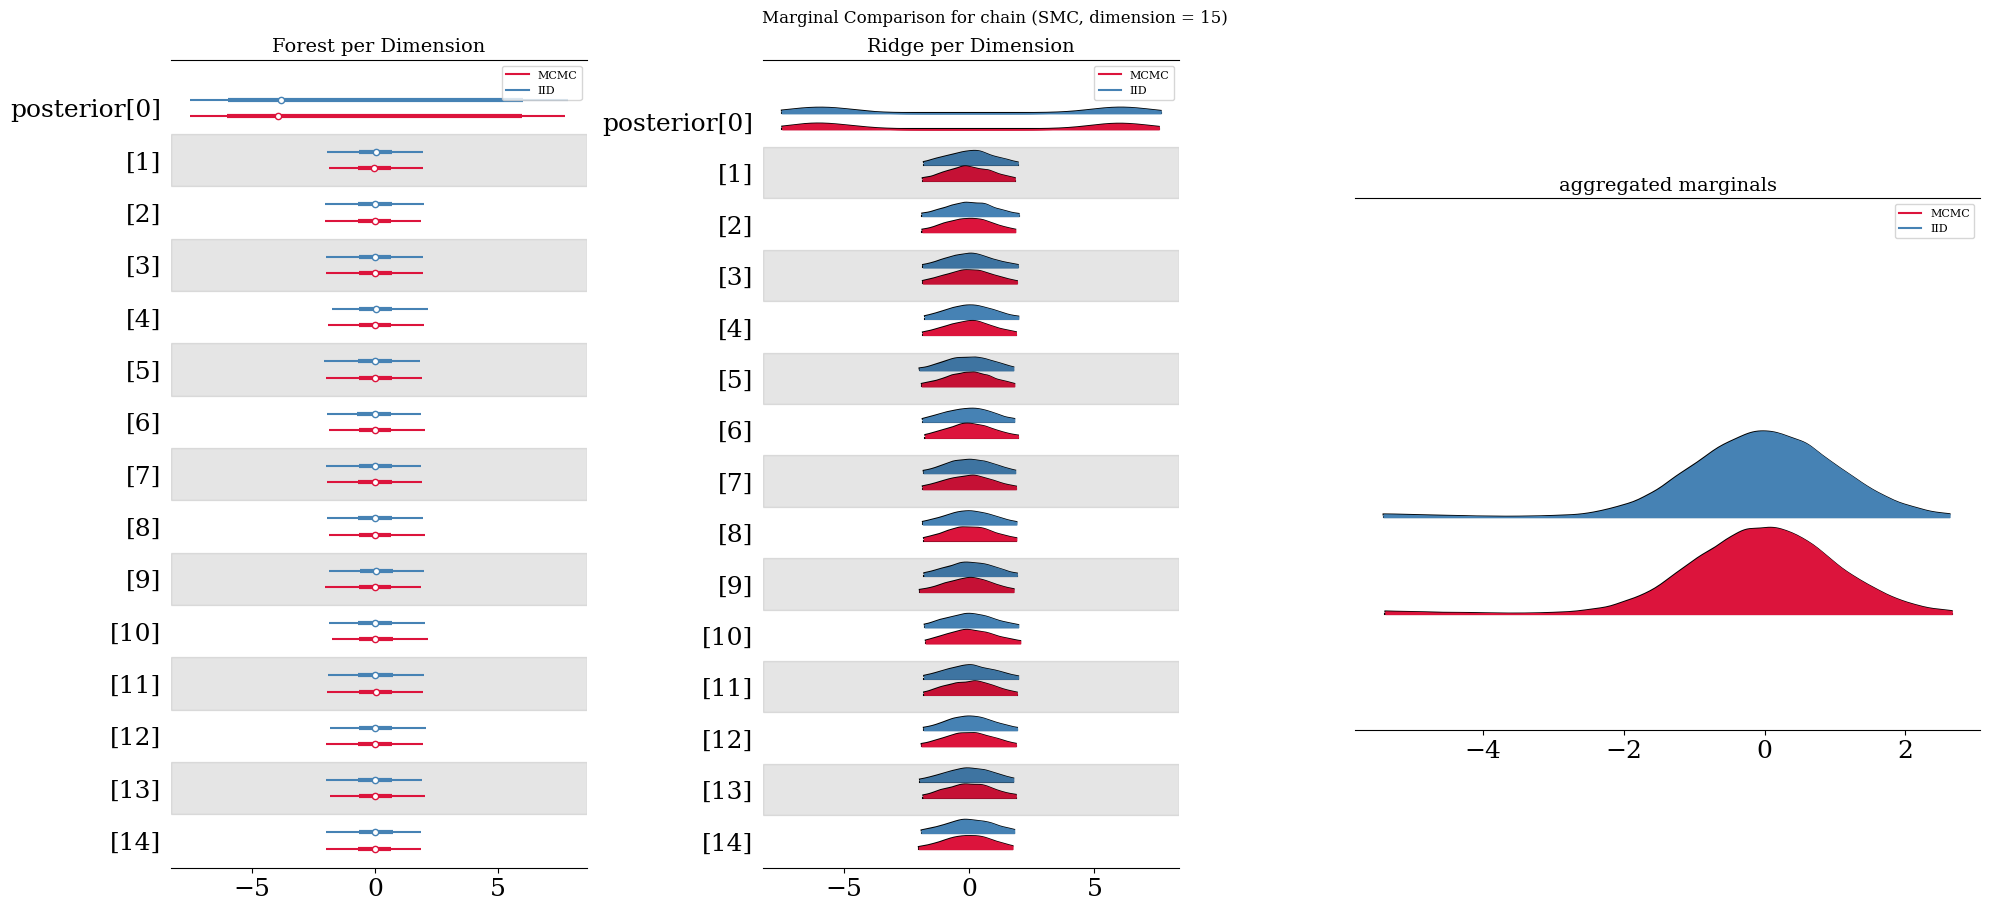 Marginal Comparison for chain (SMC, dimension = 15)
Forest per Dimension
MCMC
IID
posterior[0]
[1]
[2]
[3]
[4]
[5]
[6]
[7]
[8]
[9]
[10]
[11]
[12]
[13]
[14]
−5 0 5
Ridge per Dimension
MCMC
IID
posterior[0]
[1]
[2]
[3]
[4]
[5]
[6]
[7]
[8]
[9]
[10]
[11]
[12]
[13]
[14]
−5 0 5
aggregated marginals
MCMC
IID
−4 −2 0 2